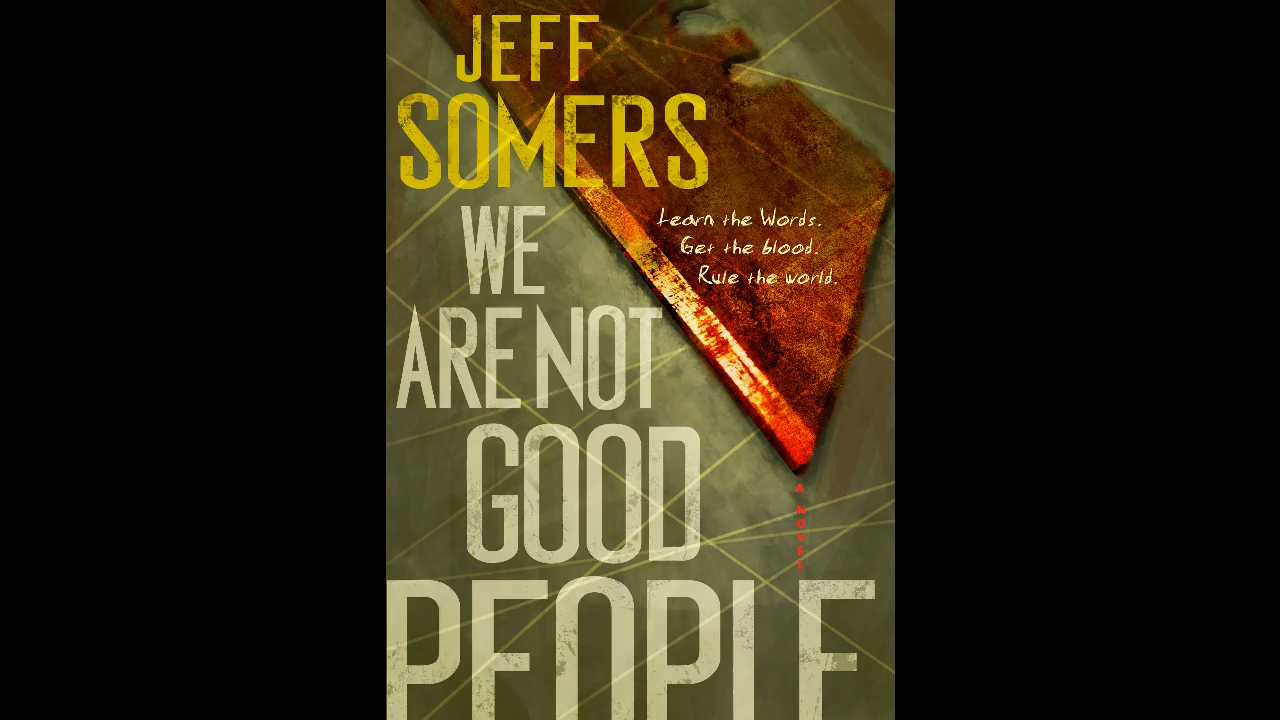 JEFF
SOMERS
WE
ARE NOT
GOOD
PEOPLE
Learn the Words.
Get the blood.
Rule the world.
A NOVEL